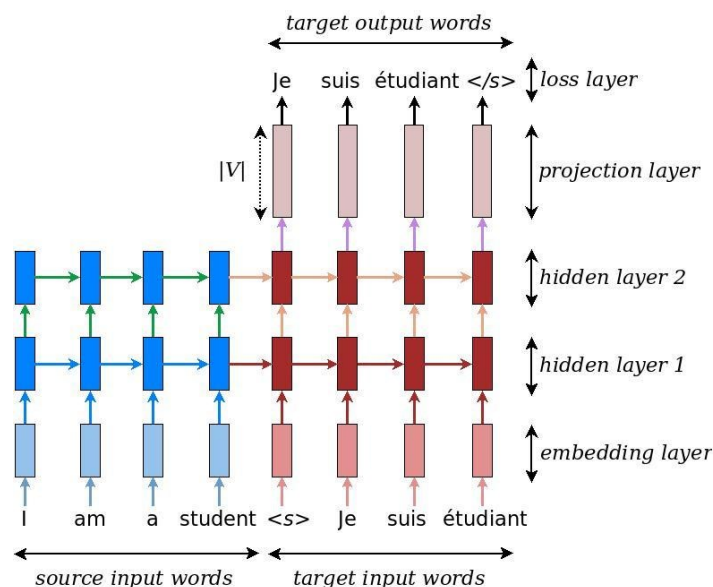 target output words
Je suis étudiant </s>
loss layer
|V|
projection layer
hidden layer 2
hidden layer 1
embedding layer
I am a student <s> Je suis étudiant
source input words
target input words